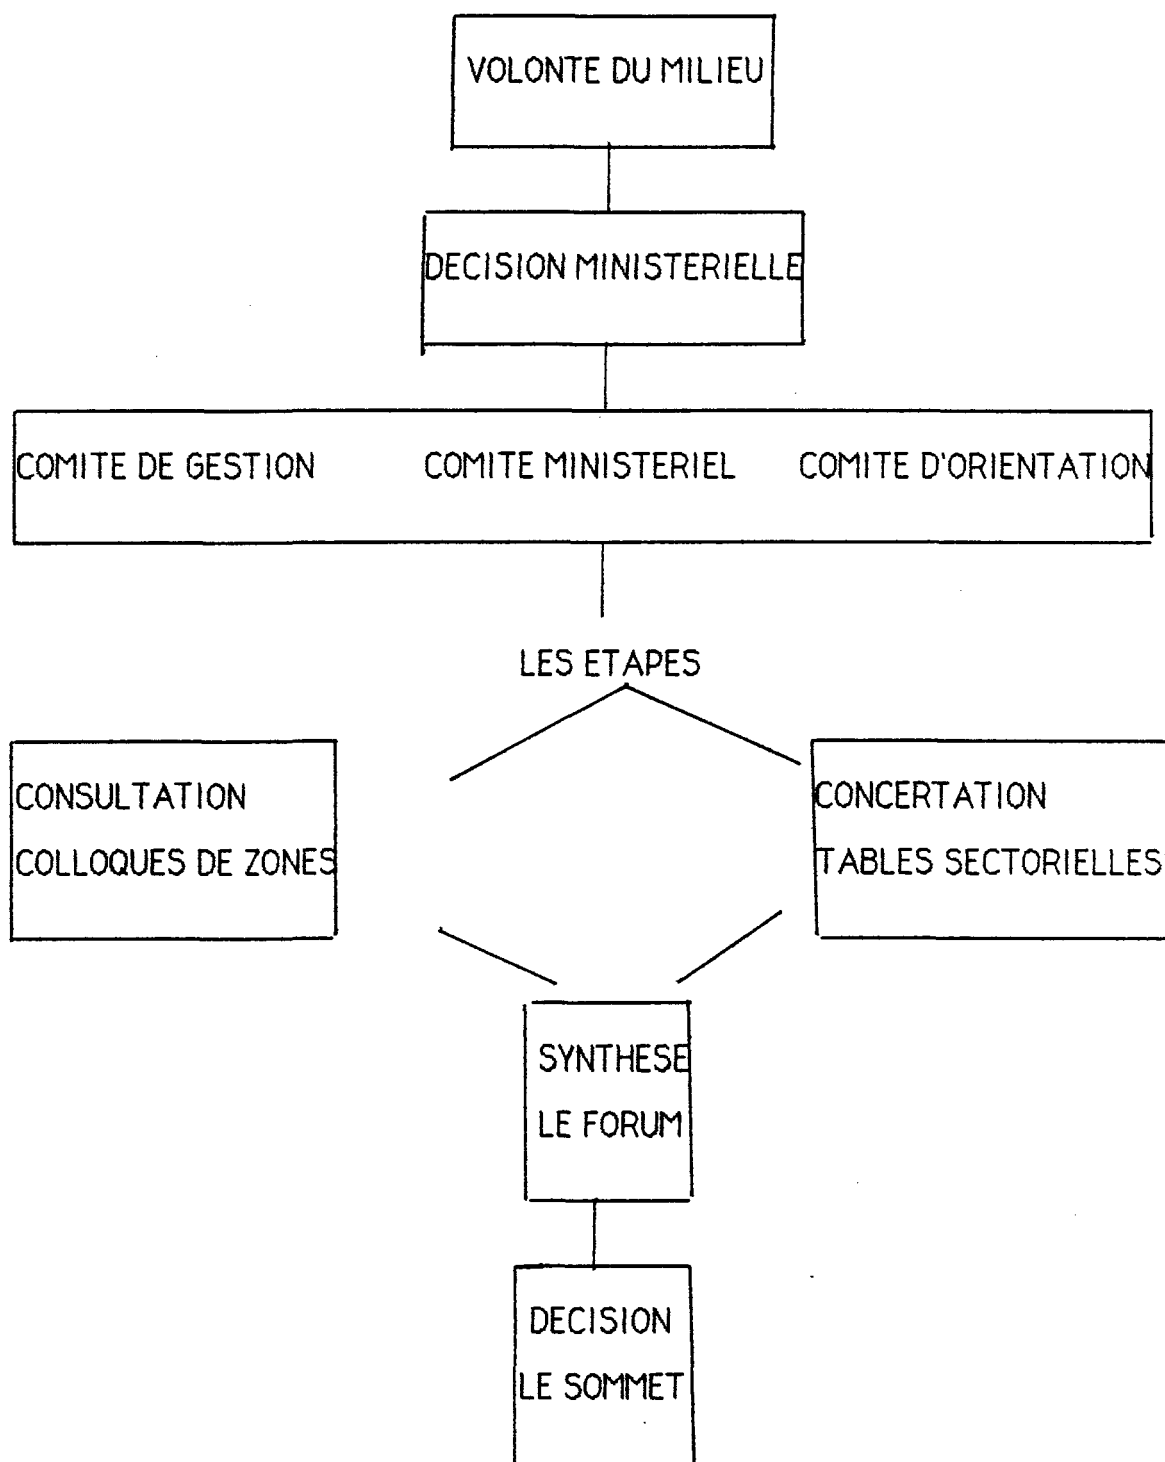 VOLONTE DU MILIEU
DECISION MINISTERIELLE
COMITE DE GESTION COMITE MINISTERIEL COMITE D'ORIENTATION
LES ETAPES
CONSULTATION
COLLOQUES DE ZONES
CONCERTATION
TABLES SECTORIELLES
SYNTHESE
LE FORUM
DECISION
LE SOMMET